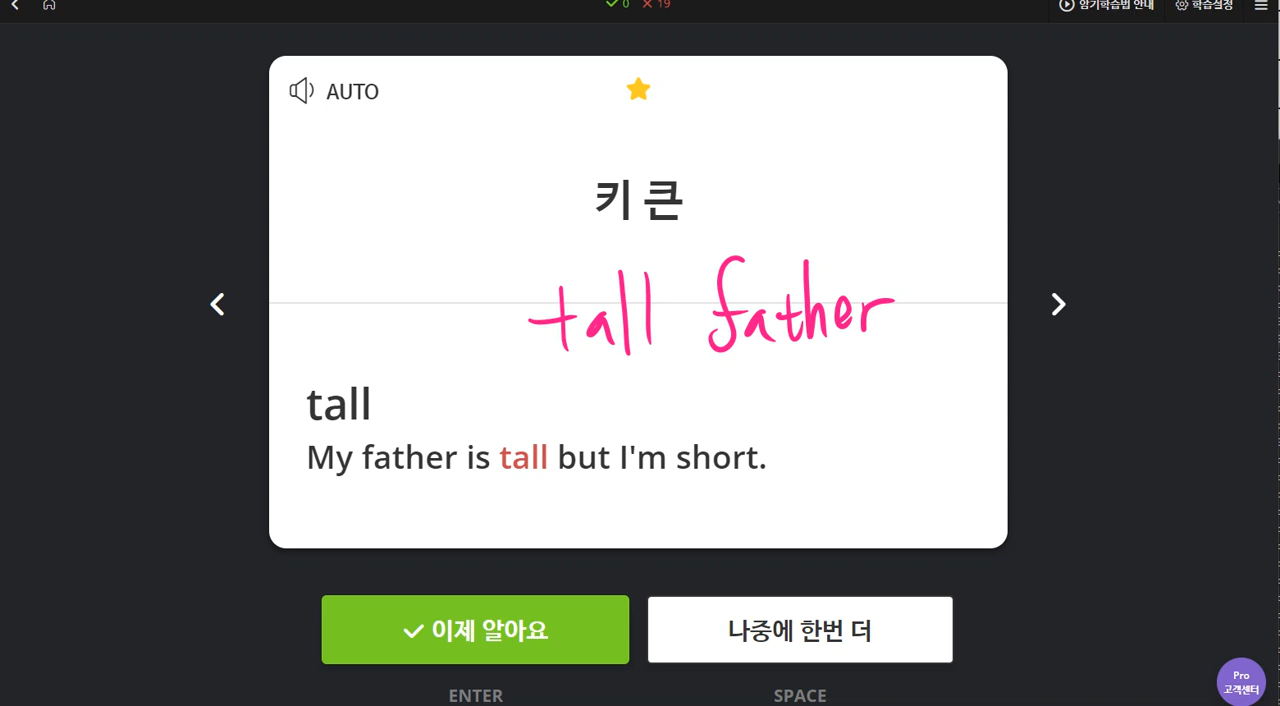 0 19 암기학습법 안내 학습설정
AUTO
키 큰
tall father
tall
My father is tall but I'm short.
이제 알아요 나중에 한번 더
ENTER SPACE
Pro
고객센터